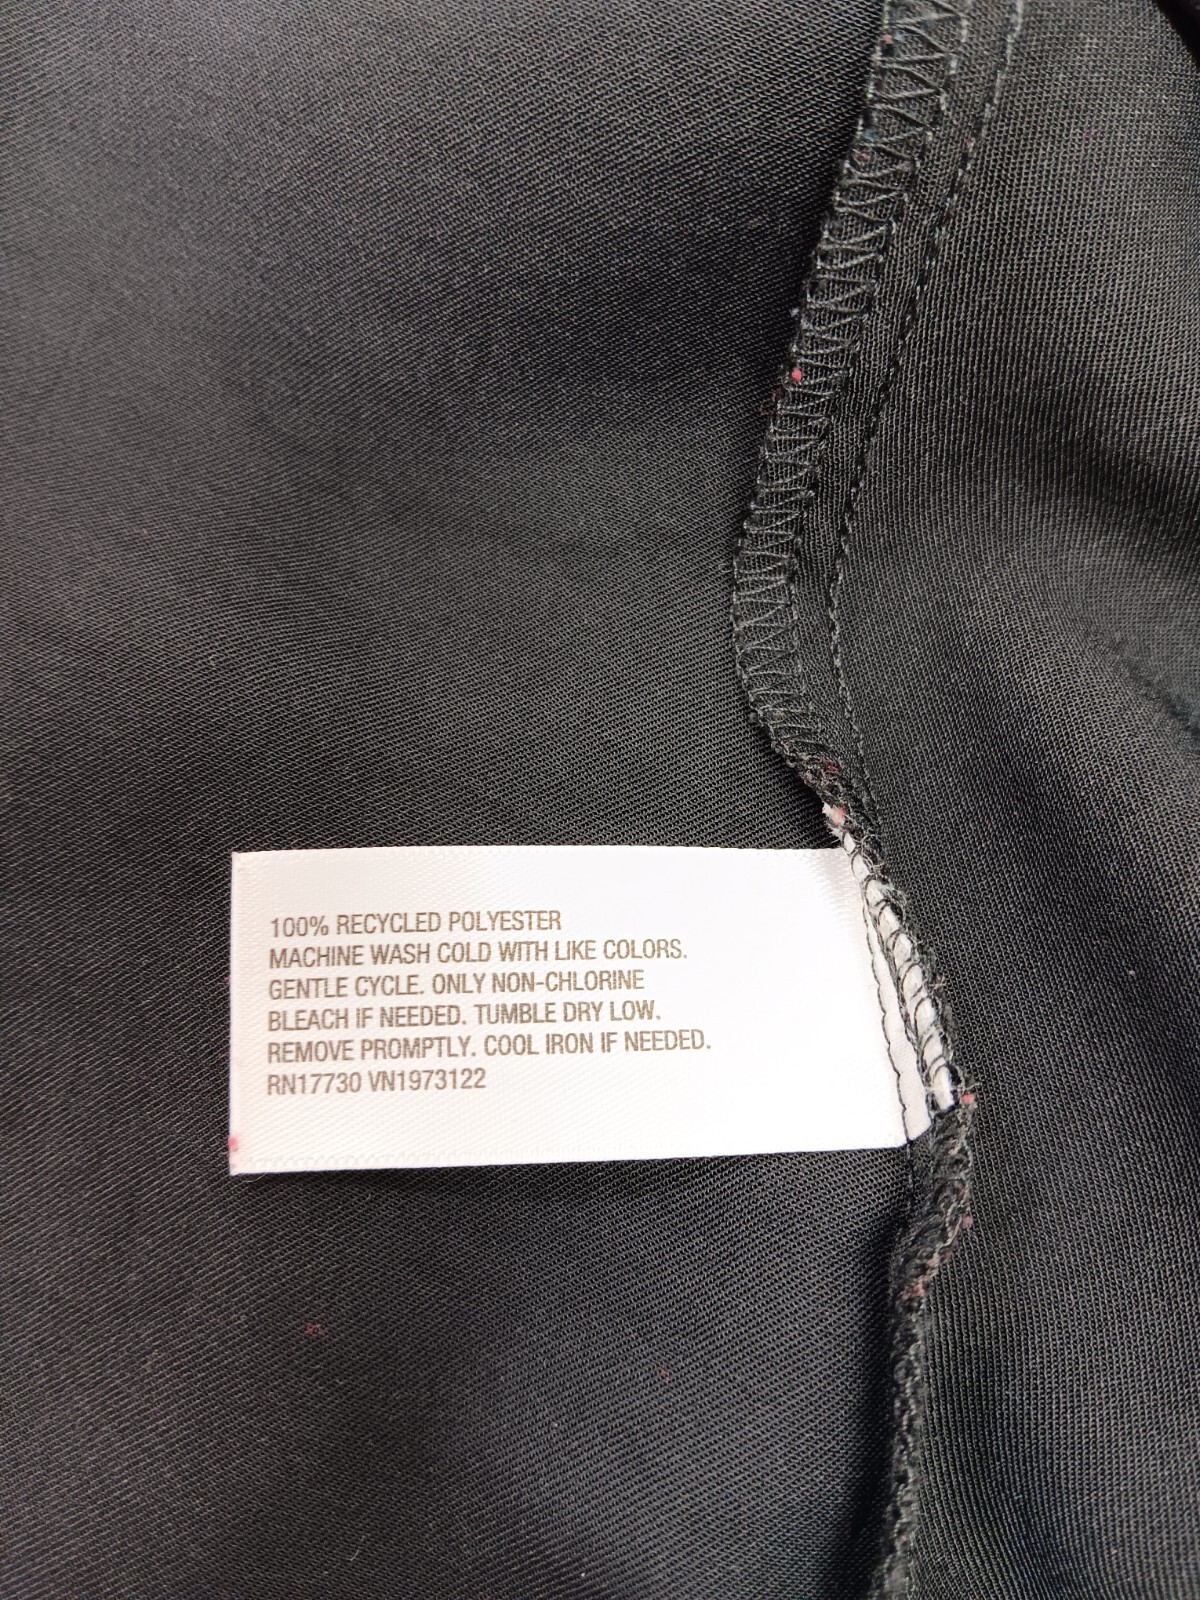 100% RECYCLED POLYESTER
MACHINE WASH COLD WITH LIKE COLORS.
GENTLE CYCLE. ONLY NON-CHLORINE
BLEACH IF NEEDED. TUMBLE DRY LOW.
REMOVE PROMPTLY. COOL IRON IF NEEDED.
RN17730 VN1973122